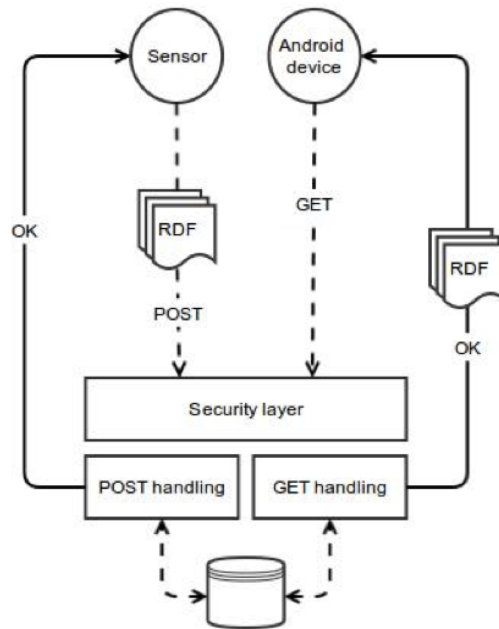 Sensor
Android
device
GET
RDF
OK
RDF
POST
OK
Security layer
POST handling
GET handling